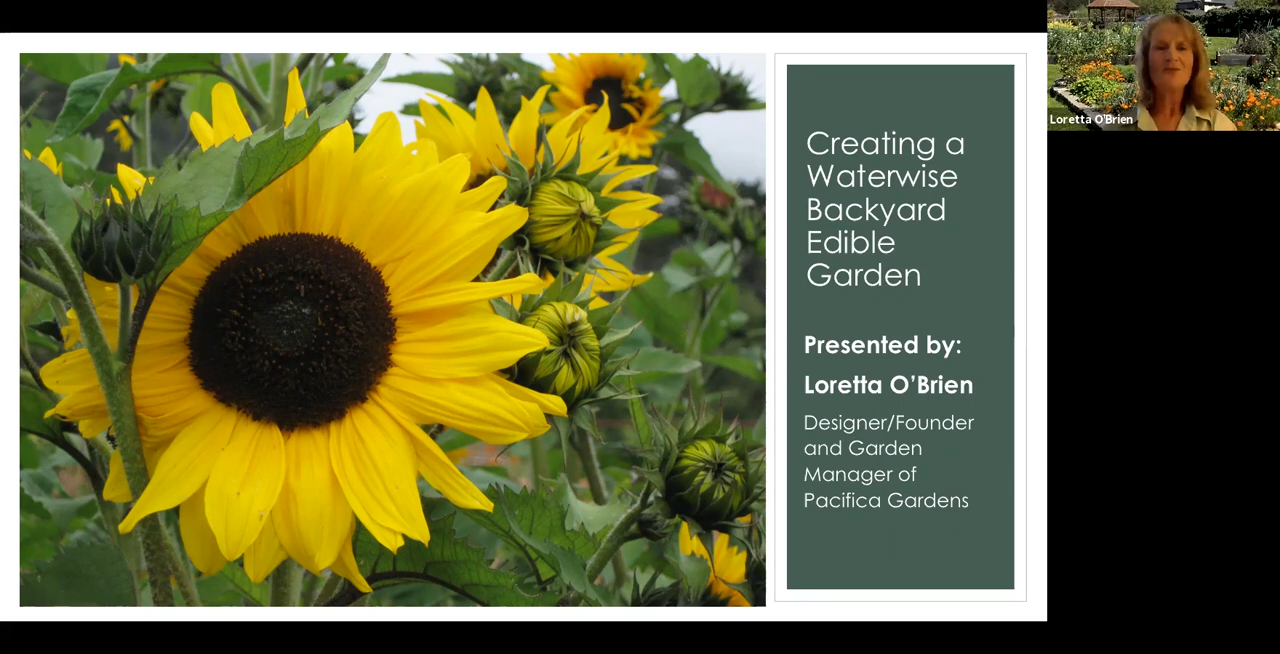 Creating a
Waterwise
Backyard
Edible
Garden
Presented by:
Loretta O’Brien
Designer/Founder
and Garden
Manager of
Pacifica Gardens
Loretta O'Brien